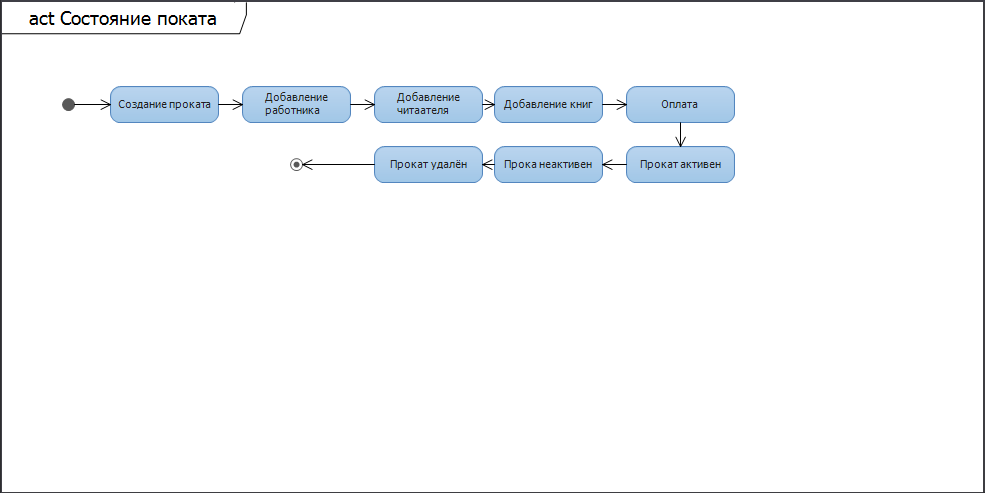 act Состояние поката
Создание проката
Добавление
работника
Добавление
читаателя
Добавление книг
Оплата
Прокат удалён
Прока неактивен
Прокат активен